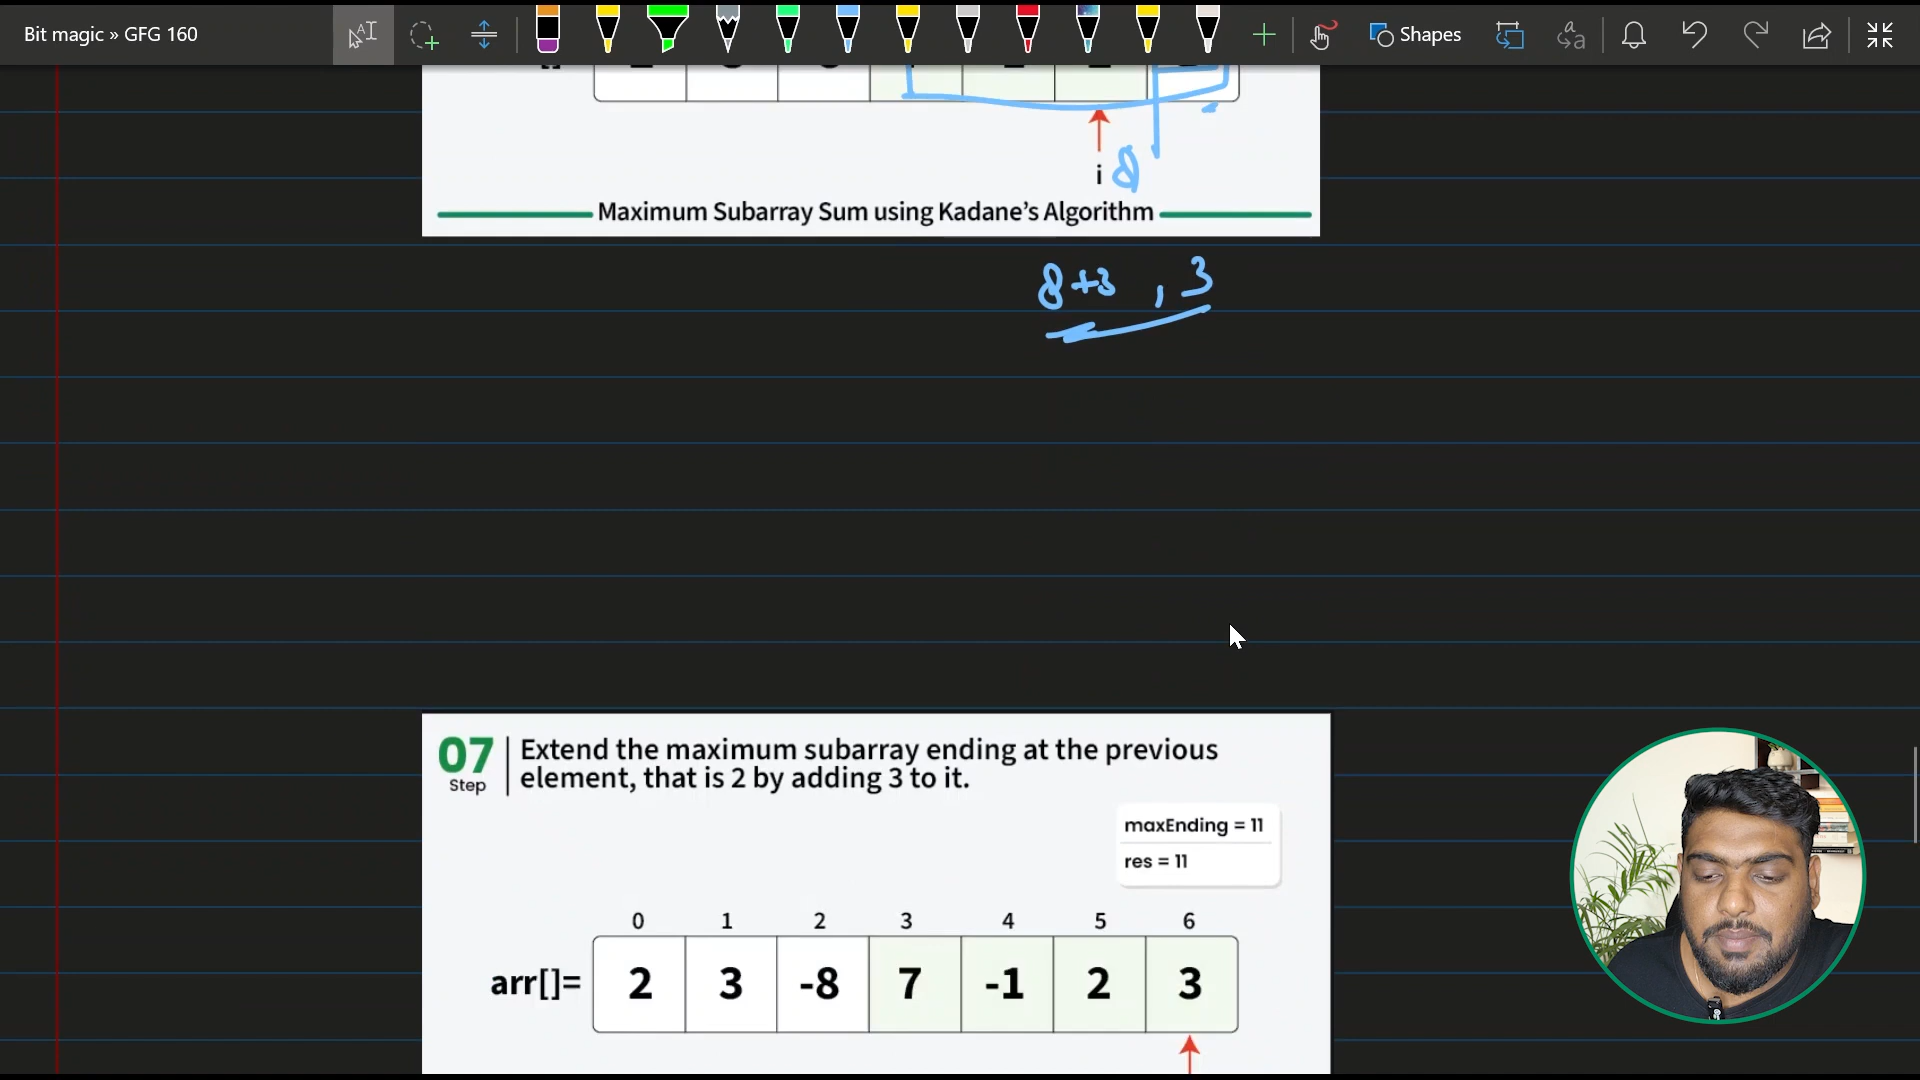 Bit magic » GFG 160
Shapes
i 8
Maximum Subarray Sum using Kadane’s Algorithm
8+3 , 3
07
Step
Extend the maximum subarray ending at the previous
element, that is 2 by adding 3 to it.
maxEnding = 11
res = 11
0 1 2 3 4 5 6
arr[]= 2 3 -8 7 -1 2 3